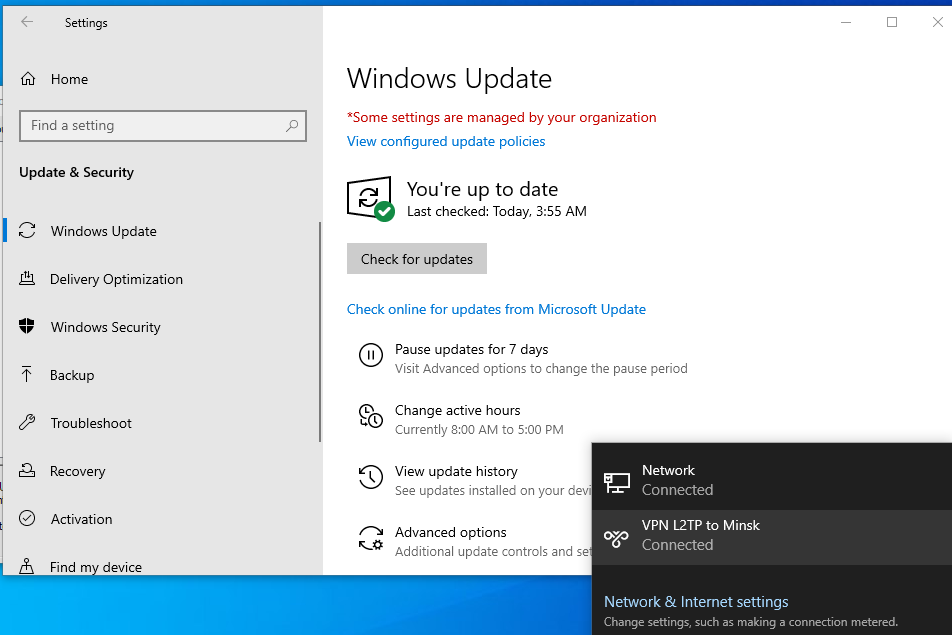 Settings
Home
Find a setting
Update & Security
Windows Update
Delivery Optimization
Windows Security
Backup
Troubleshoot
Recovery
Activation
Find my device
Windows Update
*Some settings are managed by your organization
View configured update policies
You're up to date
Last checked: Today, 3:55 AM
Check for updates
Check online for updates from Microsoft Update
Pause updates for 7 days
Visit Advanced options to change the pause period
Change active hours
Currently 8:00 AM to 5:00 PM
View update history
See updates installed on your devi
Advanced options
Additional update controls and set
Network
Connected
VPN L2TP to Minsk
Connected
Network & Internet settings
Change settings, such as making a connection metered.